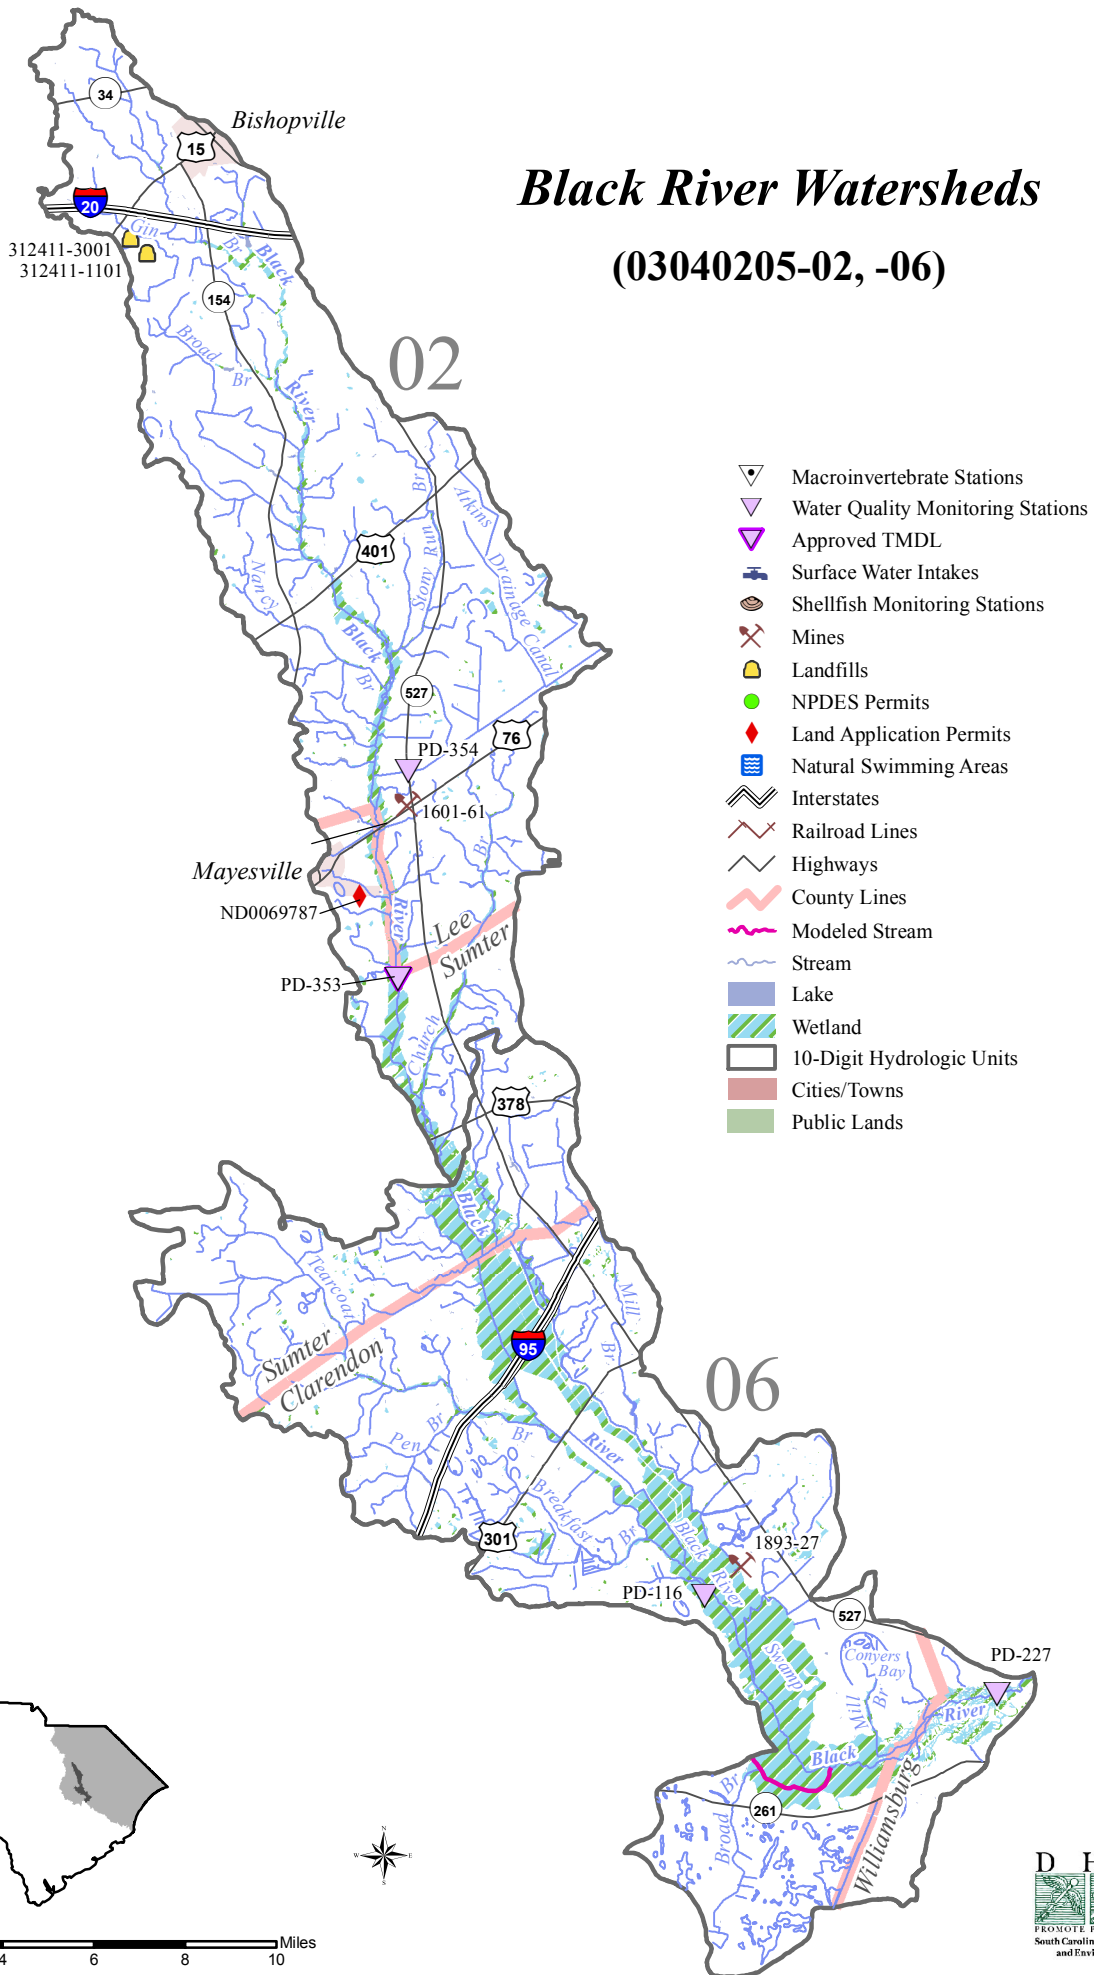 Black River Watersheds
(03040205-02, -06)
34
Bishopville
15
20
Gin
Br
Black
312411-3001
312411-1101
154
Broad
Br
River
02
Br
Atkins
401
Stony Run
Drainage Canal
Nancy
Black
Br
527
76
PD-354
1601-61
Br
Mayesville
ND0069787
River
Lee
Sumter
PD-353
Church
378
Black
Tearcoat
Mill
Sumter
Clarendon
95
Br
06
Pen
Br
Br
River
Breakfast
Br
301
Black
River
1893-27
PD-116
527
Swamp
Conyers
Bay
PD-227
Mill
Br
River
Black
Br
Broad
261
Williamsburg
Macroinvertebrate Stations
Water Quality Monitoring Stations
Approved TMDL
Surface Water Intakes
Shellfish Monitoring Stations
Mines
Landfills
NPDES Permits
Land Application Permits
Natural Swimming Areas
Interstates
Railroad Lines
Highways
County Lines
Modeled Stream
Stream
Lake
Wetland
10-Digit Hydrologic Units
Cities/Towns
Public Lands
N
W
E
S
4
6
8
10
Miles
D H
PROMOTE P
South Carolin
and Envi